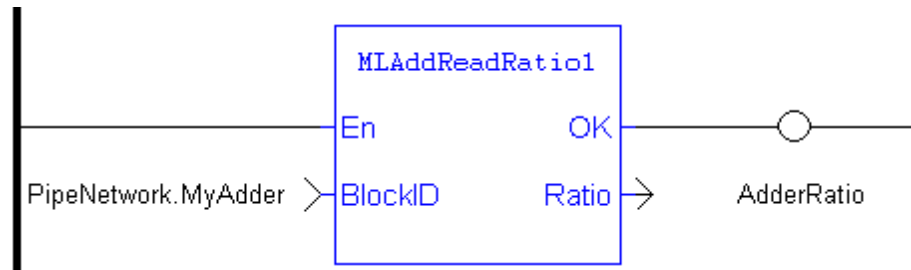 MLAddReadRatio1
En OK
PipeNetwork.MyAdder BlockID Ratio AdderRatio